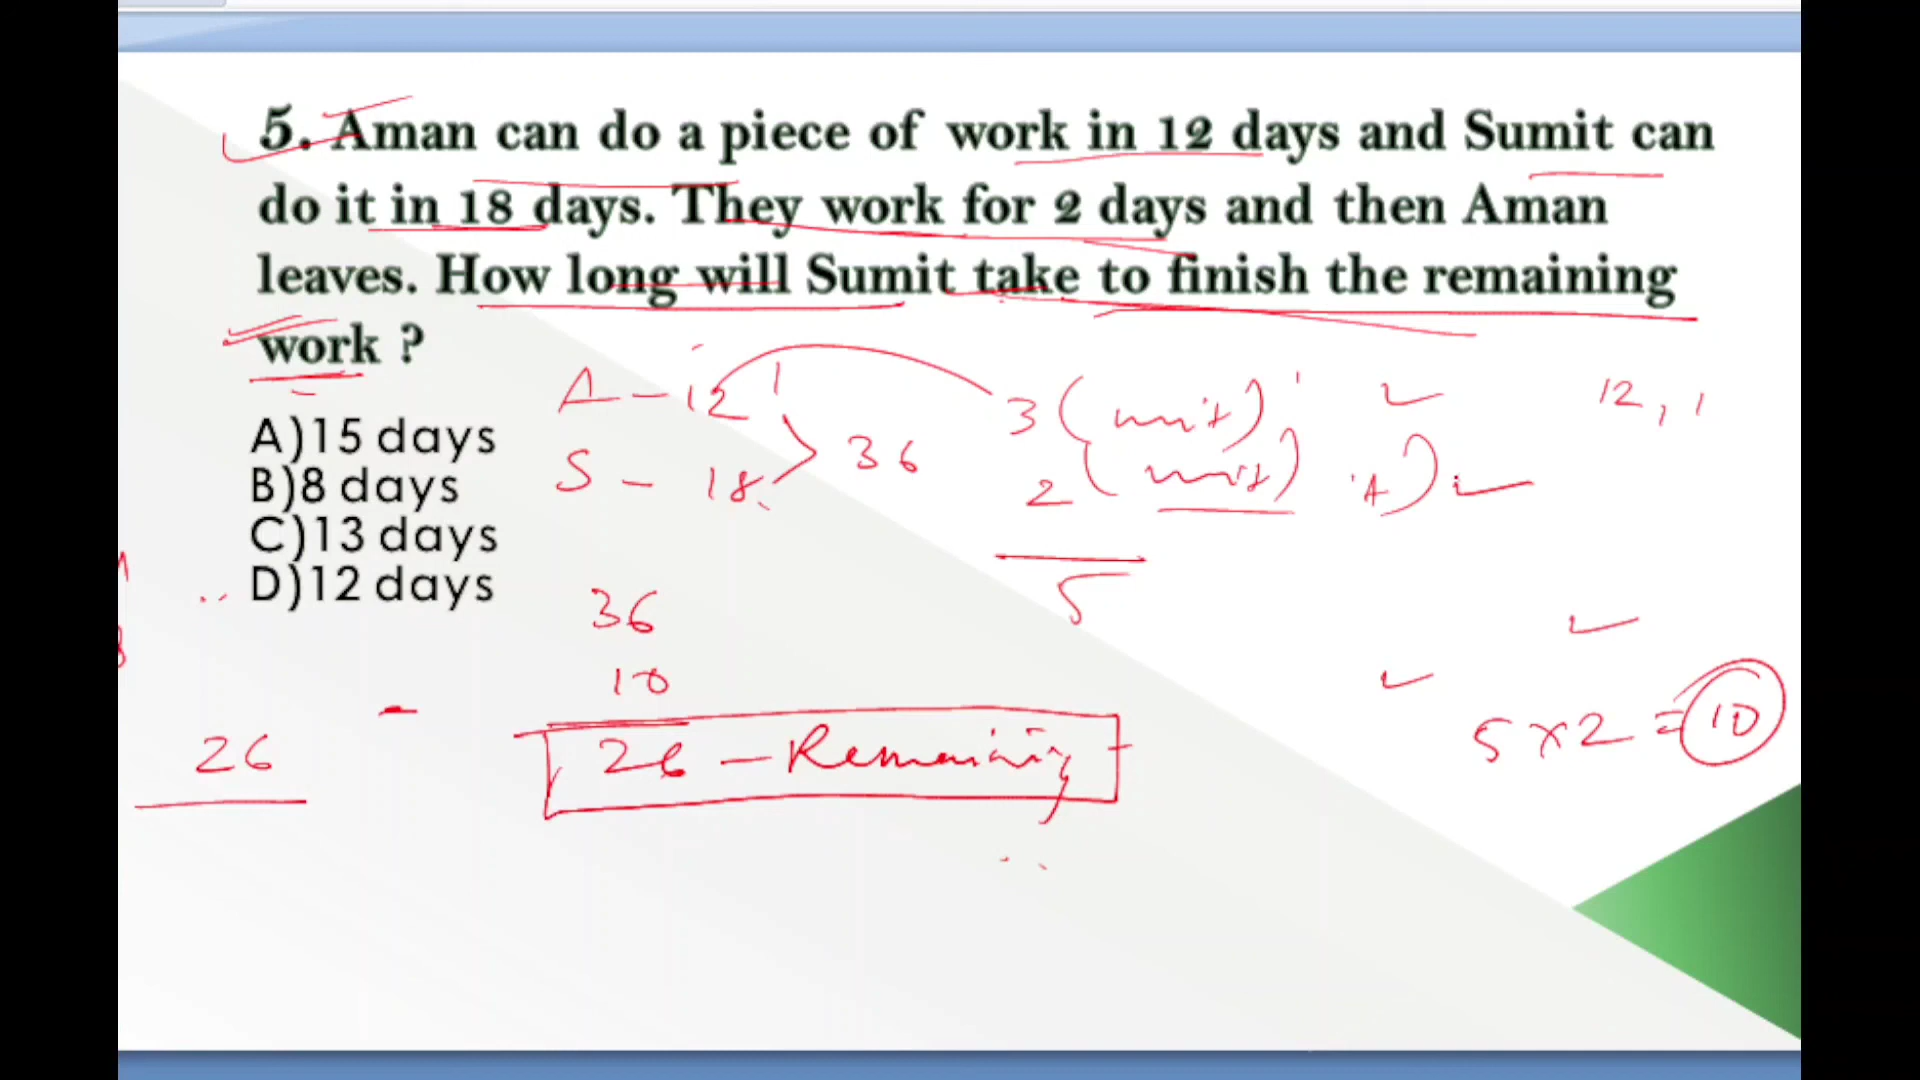 5. Aman can do a piece of work in 12 days and Sumit can
do it in 18 days. They work for 2 days and then Aman
leaves. How long will Sumit take to finish the remaining
work ?
A)15 days
B)8 days
C)13 days
D)12 days
A - 12
S - 18
36
3 (unit)
2 (unit)
5
12, 1
36
10
26 - Remaining
26
5 x 2 = 10